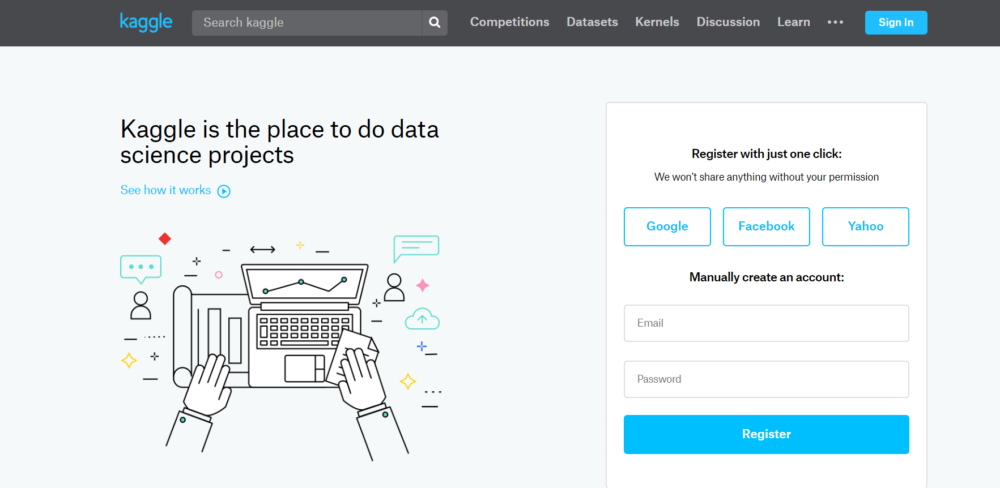 kaggle
Search kaggle
Competitions
Datasets
Kernels
Discussion
Learn
Sign In
Kaggle is the place to do data
science projects
See how it works
Register with just one click:
We won’t share anything without your permission
Google
Facebook
Yahoo
Manually create an account:
Email
Password
Register